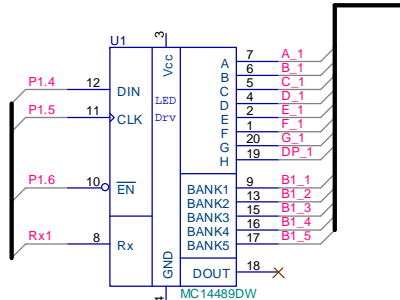 U1
3
Vcc
LED
Drv
P1.4 12 DIN
P1.5 11 CLK
P1.6 10 EN
Rx1 8 Rx
GND
A 7 A_1
B 6 B_1
C 5 C_1
D 4 D_1
E 2 E_1
F 1 F_1
G 20 G_1
H 19 DP_1
BANK1 9 B1_1
BANK2 13 B1_2
BANK3 15 B1_3
BANK4 16 B1_4
BANK5 17 B1_5
DOUT 18
MC14489DW